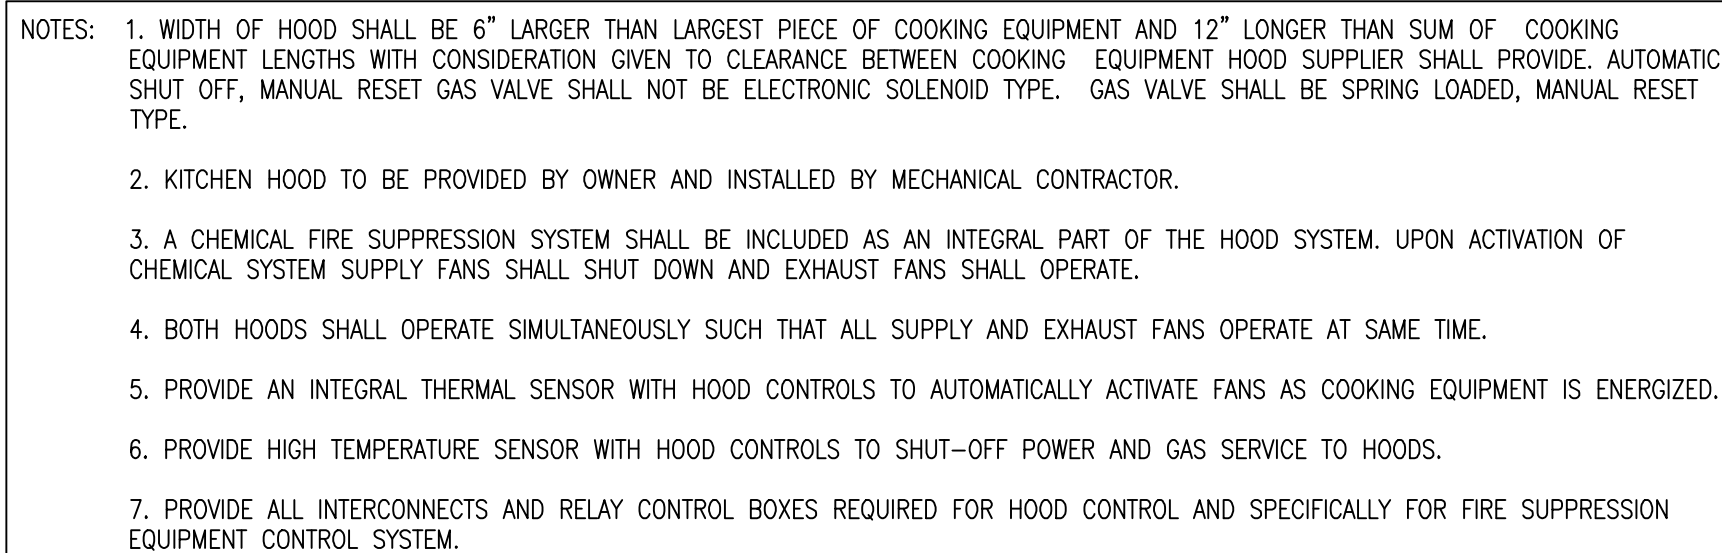 NOTES: 1. WIDTH OF HOOD SHALL BE 6” LARGER THAN LARGEST PIECE OF COOKING EQUIPMENT AND 12” LONGER THAN SUM OF COOKING
EQUIPMENT LENGTHS WITH CONSIDERATION GIVEN TO CLEARANCE BETWEEN COOKING EQUIPMENT HOOD SUPPLIER SHALL PROVIDE. AUTOMATIC
SHUT OFF, MANUAL RESET GAS VALVE SHALL NOT BE ELECTRONIC SOLENOID TYPE. GAS VALVE SHALL BE SPRING LOADED, MANUAL RESET
TYPE.
2. KITCHEN HOOD TO BE PROVIDED BY OWNER AND INSTALLED BY MECHANICAL CONTRACTOR.
3. A CHEMICAL FIRE SUPPRESSION SYSTEM SHALL BE INCLUDED AS AN INTEGRAL PART OF THE HOOD SYSTEM. UPON ACTIVATION OF
CHEMICAL SYSTEM SUPPLY FANS SHALL SHUT DOWN AND EXHAUST FANS SHALL OPERATE.
4. BOTH HOODS SHALL OPERATE SIMULTANEOUSLY SUCH THAT ALL SUPPLY AND EXHAUST FANS OPERATE AT SAME TIME.
5. PROVIDE AN INTEGRAL THERMAL SENSOR WITH HOOD CONTROLS TO AUTOMATICALLY ACTIVATE FANS AS COOKING EQUIPMENT IS ENERGIZED.
6. PROVIDE HIGH TEMPERATURE SENSOR WITH HOOD CONTROLS TO SHUT-OFF POWER AND GAS SERVICE TO HOODS.
7. PROVIDE ALL INTERCONNECTS AND RELAY CONTROL BOXES REQUIRED FOR HOOD CONTROL AND SPECIFICALLY FOR FIRE SUPPRESSION
EQUIPMENT CONTROL SYSTEM.